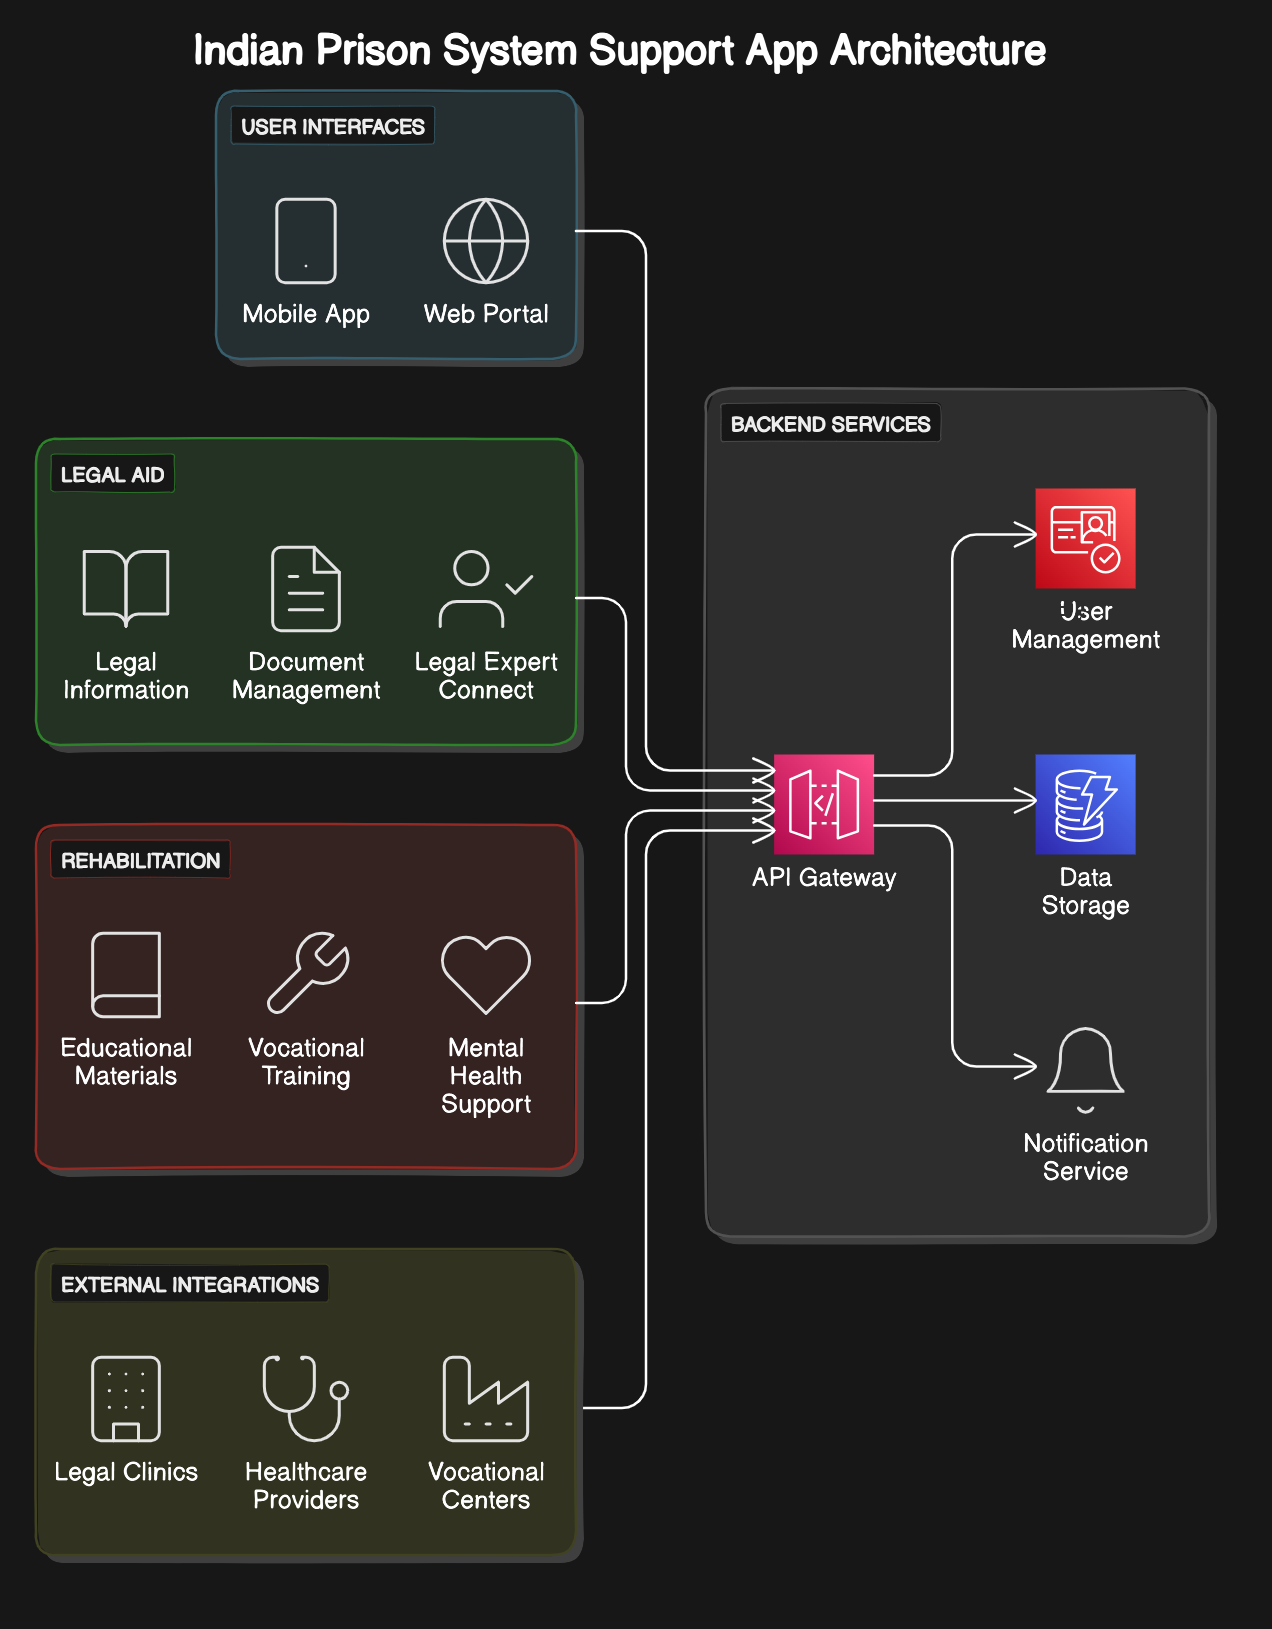 Indian Prison System Support App Architecture
USER INTERFACES
Mobile App
Web Portal
LEGAL AID
Legal
Information
Document
Management
Legal Expert
Connect
REHABILITATION
Educational
Materials
Vocational
Training
Mental
Health
Support
EXTERNAL INTEGRATIONS
Legal Clinics
Healthcare
Providers
Vocational
Centers
BACKEND SERVICES
API Gateway
</>
User
Management
Data
Storage
Notification
Service